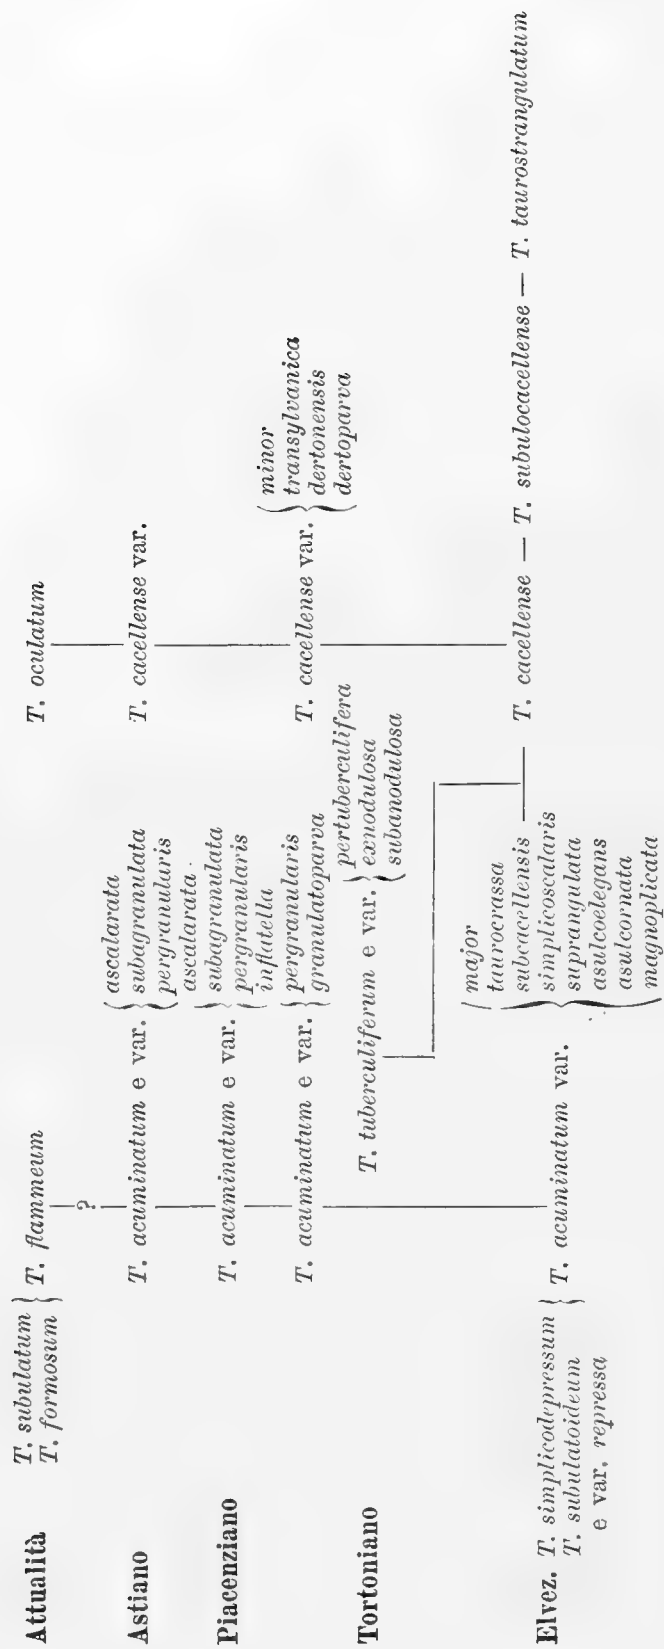 Attualità
T. subulatum
T. formosum
T. flammeum
T. oculatum
?
Astiano
T. acuminatum e var.
ascalarata
subagranulata
pergranularis
T. cacellense var.
Piacenziano
T. acuminatum e var.
ascalarata
subagranulata
pergranularis
inflatella
Tortoniano
T. acuminatum e var.
pergranularis
granulatoparva
T. cacellense var.
minor
transylvanica
dertonensis
dertoparva
T. tuberculiferum e var.
pertuberculifera
exnodulosa
subanodulosa
Elvez.
T. simplicodepressum
T. subulatoideum
e var. repressa
T. acuminatum var.
major
taurocrassa
subcacellensis
simplicoscalaris
suprangulata
asulcoelegans
asulcornata
magnoplicata
T. cacellense — T. subulocacellense — T. taurostrangulatum